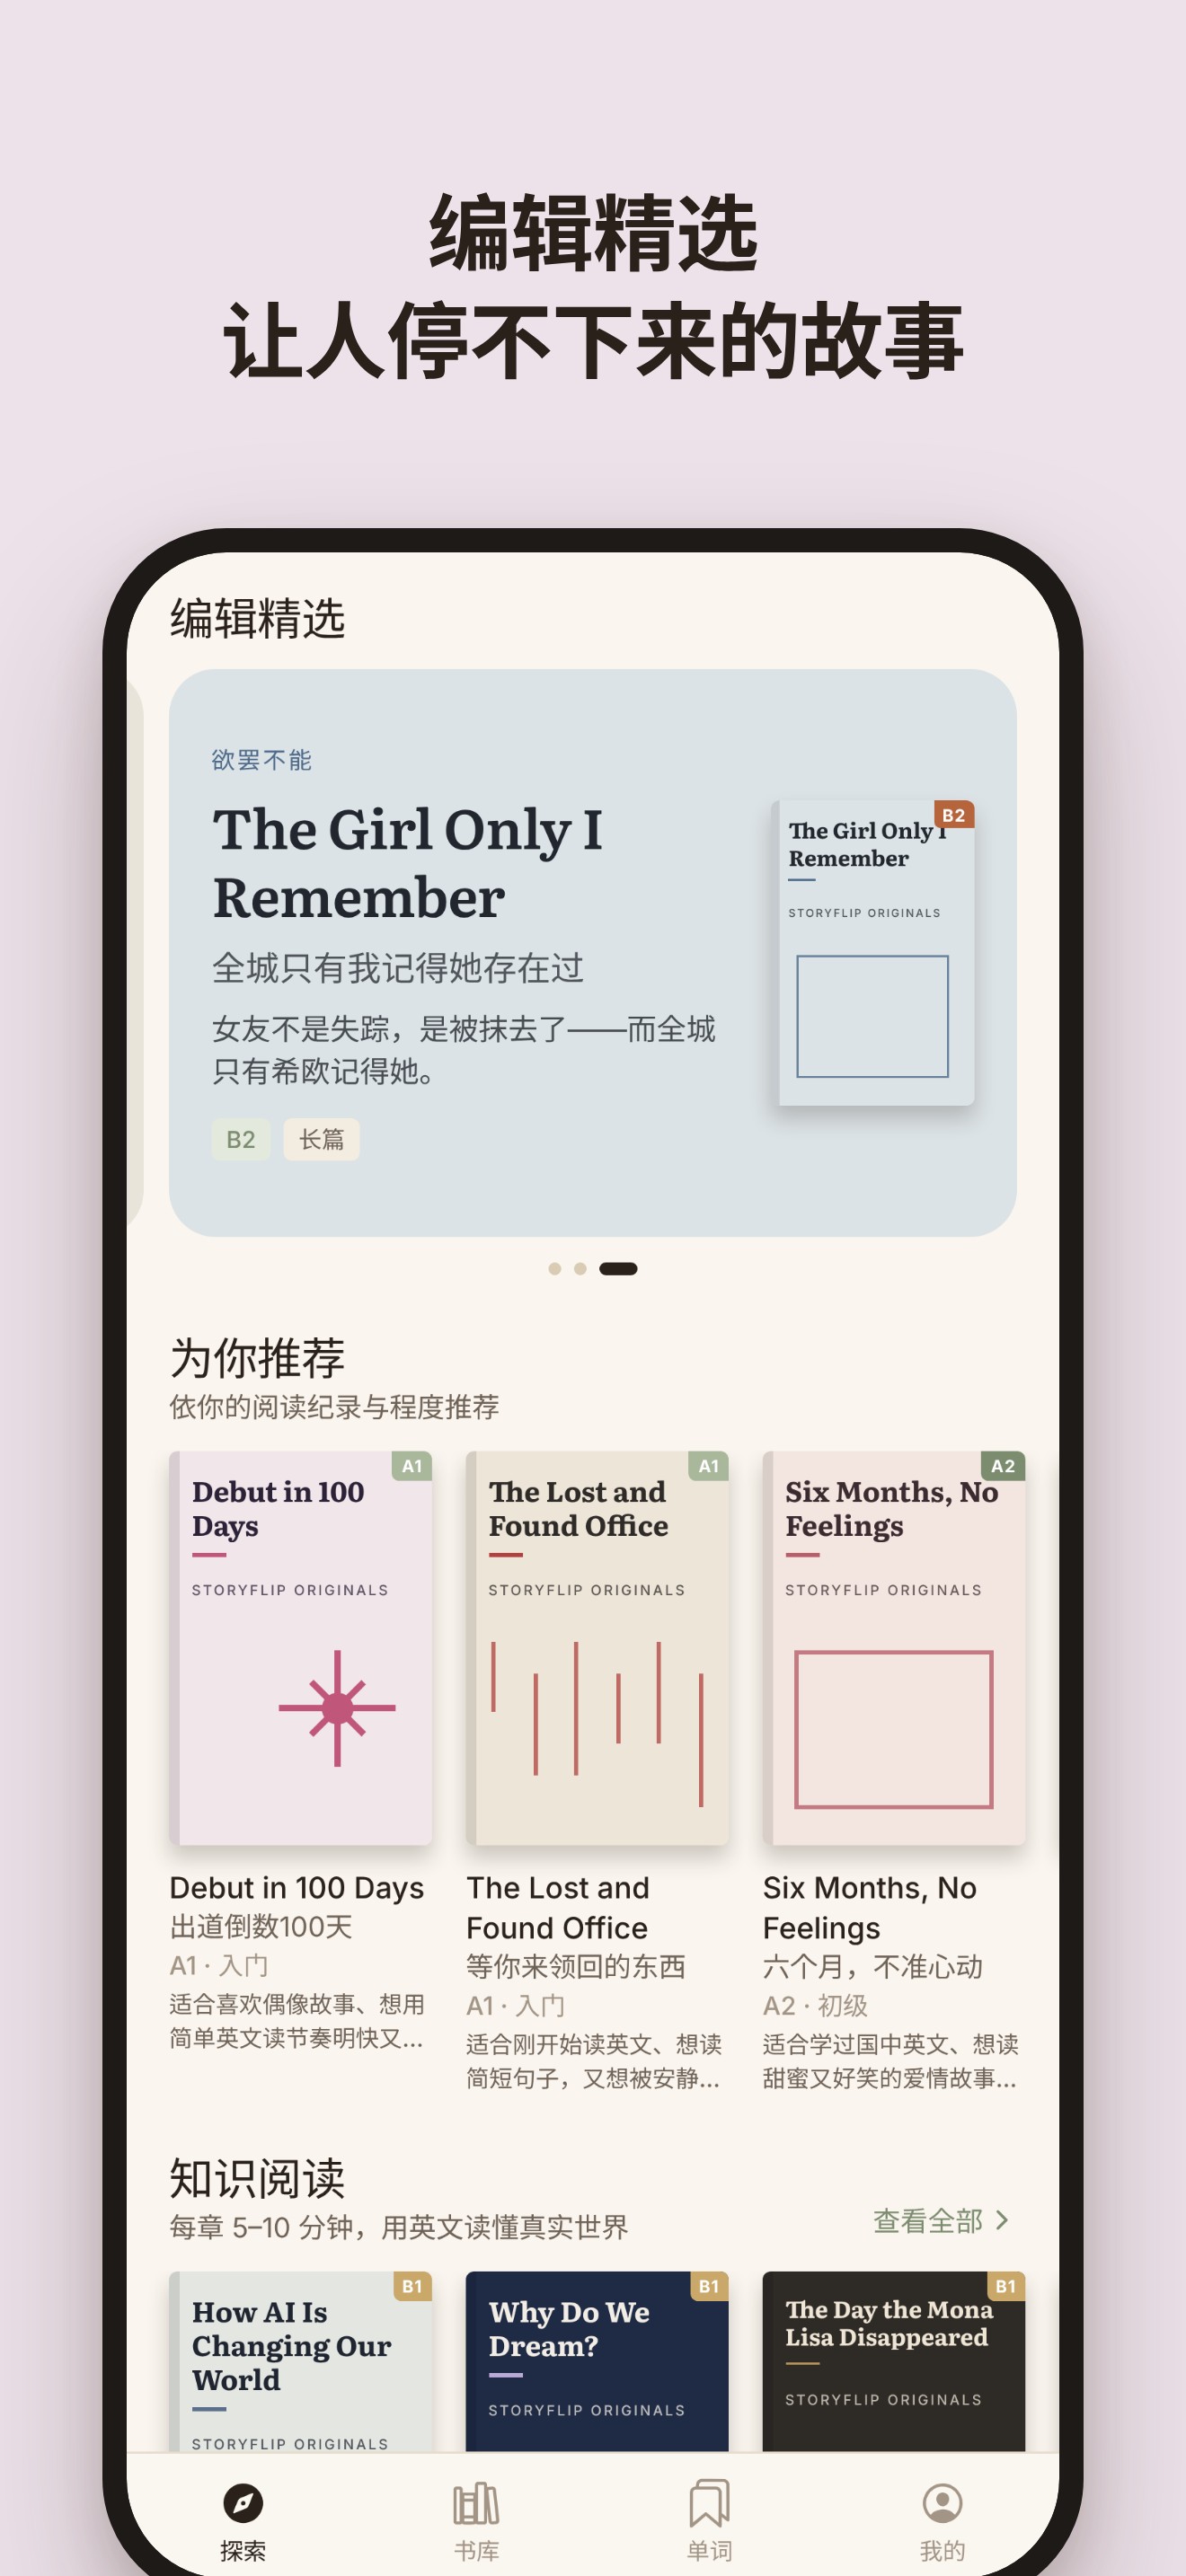 编辑精选
让人停不下来的故事
编辑精选
欲罢不能
The Girl Only I
Remember
全城只有我记得她存在过
女友不是失踪，是被抹去了——而全城
只有希欧记得她。
B2 长篇
B2
The Girl Only I
Remember
STORYFLIP ORIGINALS
为你推荐
依你的阅读纪录与程度推荐
A1
Debut in 100
Days
STORYFLIP ORIGINALS
Debut in 100 Days
出道倒数100天
A1 · 入门
适合喜欢偶像故事、想用
简单英文读节奏明快又...
A1
The Lost and
Found Office
STORYFLIP ORIGINALS
The Lost and
Found Office
等你来领回的东西
A1 · 入门
适合刚开始读英文、想读
简短句子，又想被安静...
A2
Six Months, No
Feelings
STORYFLIP ORIGINALS
Six Months, No
Feelings
六个月，不准心动
A2 · 初级
适合学过国中英文、想读
甜蜜又好笑的爱情故事...
知识阅读
每章 5–10 分钟，用英文读懂真实世界
查看全部
B1
How AI Is
Changing Our
World
STORYFLIP ORIGINALS
B1
Why Do We
Dream?
STORYFLIP ORIGINALS
B1
The Day the Mona
Lisa Disappeared
STORYFLIP ORIGINALS
探索 书库 单词 我的